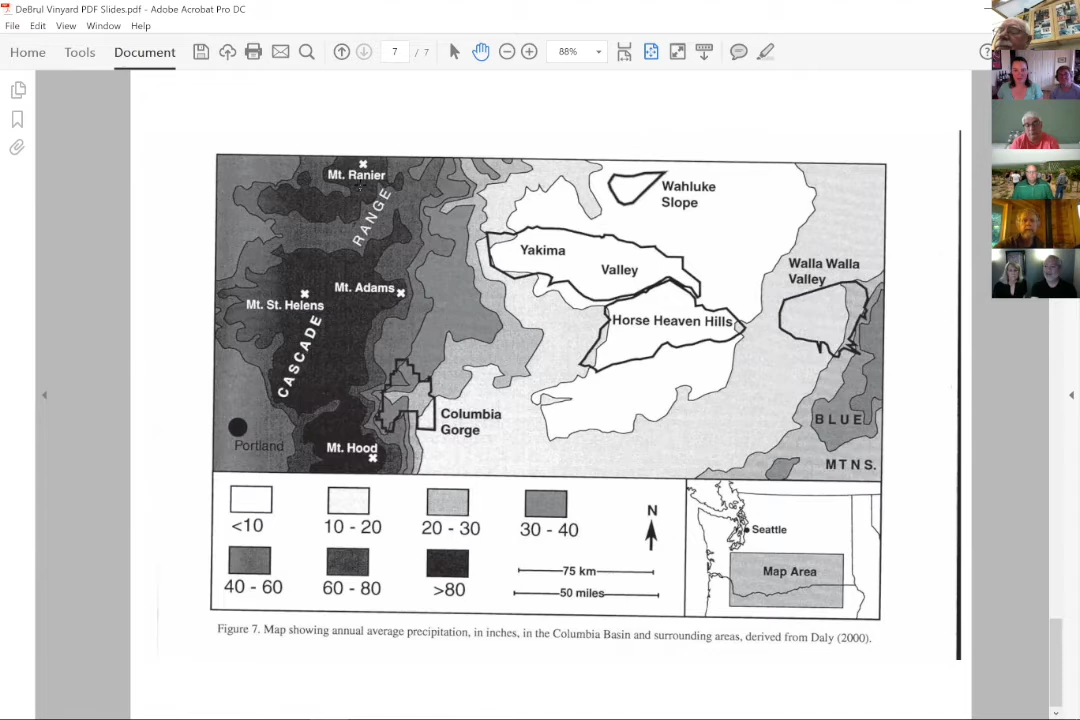 DeBrul Vinyard PDF Slides.pdf - Adobe Acrobat Pro DC
File Edit View Window Help
Home Tools Document 7 / 7 88%
Mt. Ranier
Wahluke
Slope
RANGE
Yakima
Valley
Walla Walla
Valley
Mt. Adams
Mt. St. Helens
Horse Heaven Hills
CASCADE
Columbia
Gorge
BLUE
Portland
Mt. Hood
MTNS.
<10 10 - 20 20 - 30 30 - 40
N
Seattle
75 km
Map Area
40 - 60 60 - 80 >80
50 miles
Figure 7. Map showing annual average precipitation, in inches, in the Columbia Basin and surrounding areas, derived from Daly (2000).